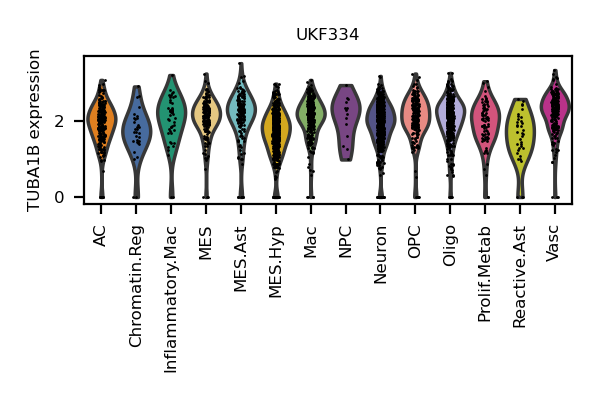 UKF334
TUBA1B expression
2
0
AC
Chromatin.Reg
Inflammatory.Mac
MES
MES.Ast
MES.Hyp
Mac
NPC
Neuron
OPC
Oligo
Prolif.Metab
Reactive.Ast
Vasc